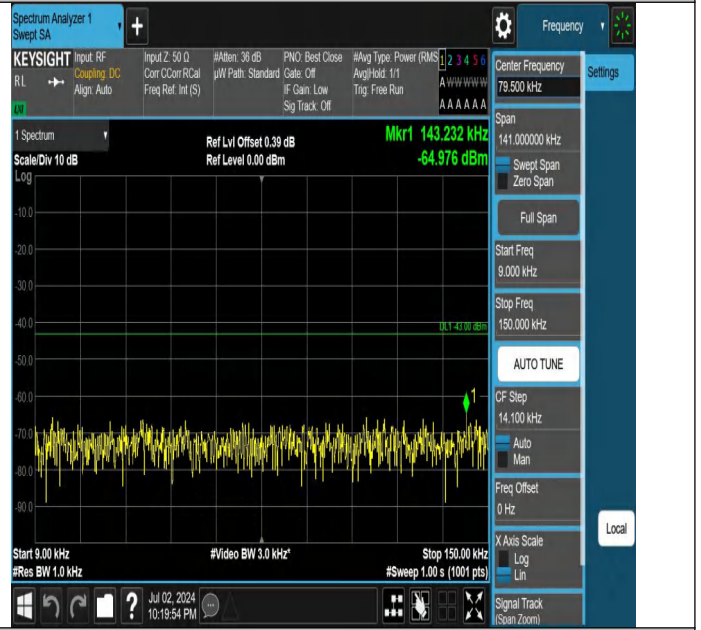 Spectrum Analyzer 1
Swept SA
+
Frequency
KEYSIGHT
RL
Input: RF
Coupling: DC
Align: Auto
Input Z: 50 Ω
Corr CCorr RCal
Freq Ref: Int (S)
#Atten: 36 dB
µW Path: Standard
PNO: Best Close
Gate: Off
IF Gain: Low
Sig Track: Off
#Avg Type: Power (RMS
Avg|Hold: 1/1
Trig: Free Run
1 2 3 4 5 6
A W W W W W
A A A A A A
LXI
1 Spectrum
Scale/Div 10 dB
Ref Lvl Offset 0.39 dB
Ref Level 0.00 dBm
Mkr1 143.232 kHz
-64.976 dBm
Log
-10.0
-20.0
-30.0
-40.0
-50.0
-60.0
-70.0
-80.0
-90.0
DL1 -43.00 dBm
1
Start 9.00 kHz
#Res BW 1.0 kHz
#Video BW 3.0 kHz*
Stop 150.00 kHz
#Sweep 1.00 s (1001 pts)
Center Frequency
79.500 kHz
Span
141.000000 kHz
Swept Span
Zero Span
Full Span
Start Freq
9.000 kHz
Stop Freq
150.000 kHz
AUTO TUNE
CF Step
14.100 kHz
Auto
Man
Freq Offset
0 Hz
X Axis Scale
Log
Lin
Signal Track
(Span Zoom)
Settings
Local
?
Jul 02, 2024
10:19:54 PM